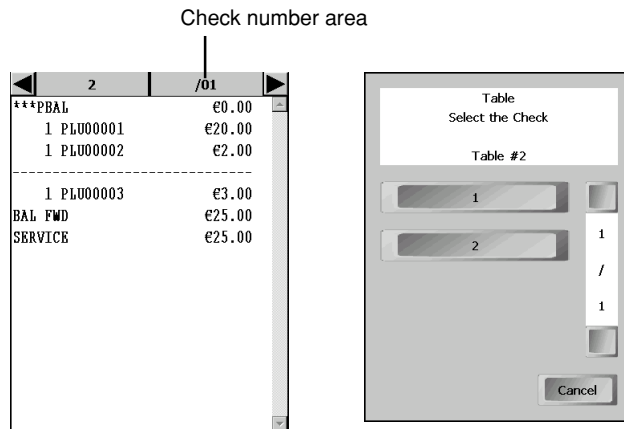 Check number area
2 /01
***PBAL €0.00
1 PLU00001 €20.00
1 PLU00002 €2.00
--------------------------------
1 PLU00003 €3.00
BAL FWD €25.00
SERVICE €25.00
Table
Select the Check
Table #2
1
2
1
/
1
Cancel